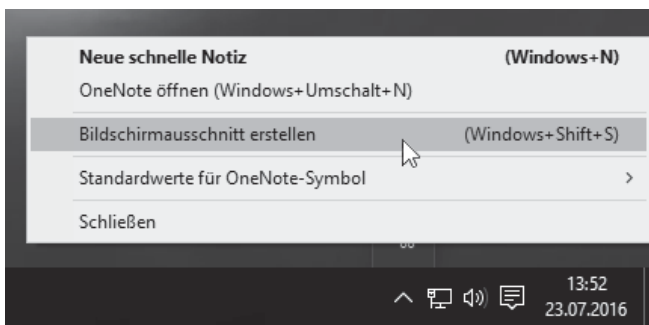 Neue schnelle Notiz (Windows+N)
OneNote öffnen (Windows+Umschalt+N)
Bildschirmausschnitt erstellen (Windows+Shift+S)
Standardwerte für OneNote-Symbol
Schließen
13:52
23.07.2016